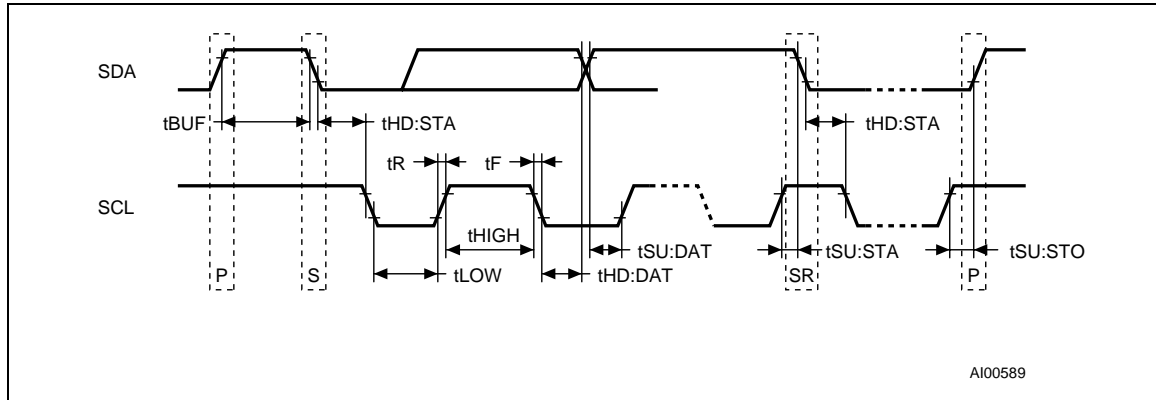 SDA
tBUF
tHD:STA
tHD:STA
tR
tF
SCL
tHIGH
tSU:DAT
tSU:STA
tSU:STO
P
S
tLOW
tHD:DAT
SR
P
AI00589